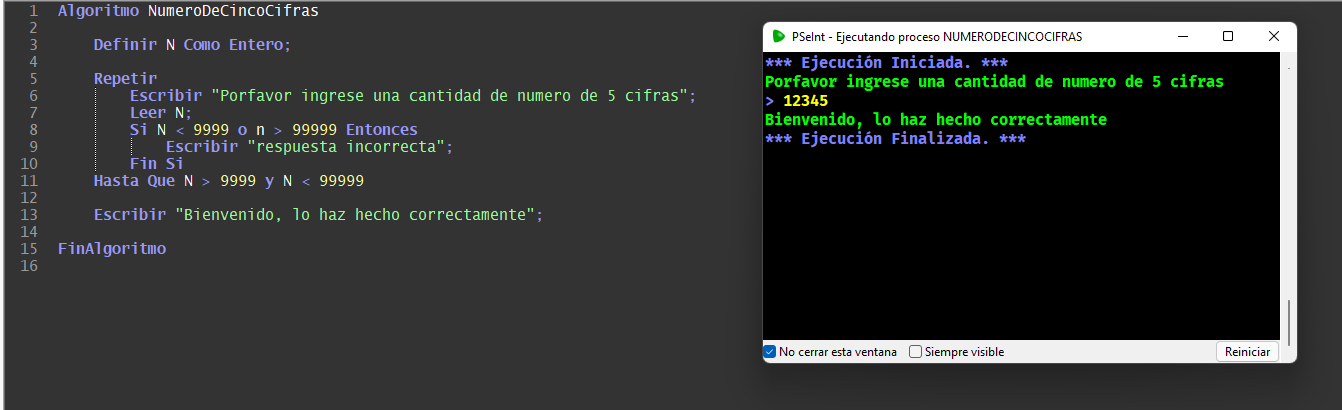 1 Algoritmo NumeroDeCincoCifras
2
3 Definir N Como Entero;
4
5 Repetir
6 Escribir "Porfavor ingrese una cantidad de numero de 5 cifras";
7 Leer N;
8 Si N < 9999 o n > 99999 Entonces
9 Escribir "respuesta incorrecta";
10 Fin Si
11 Hasta Que N > 9999 y N < 99999
12
13 Escribir "Bienvenido, lo haz hecho correctamente";
14
15 FinAlgoritmo
16
PSeInt - Ejecutando proceso NUMERODECINCOCIFRAS
*** Ejecución Iniciada. ***
Porfavor ingrese una cantidad de numero de 5 cifras
> 12345
Bienvenido, lo haz hecho correctamente
*** Ejecución Finalizada. ***
No cerrar esta ventana
Siempre visible
Reiniciar